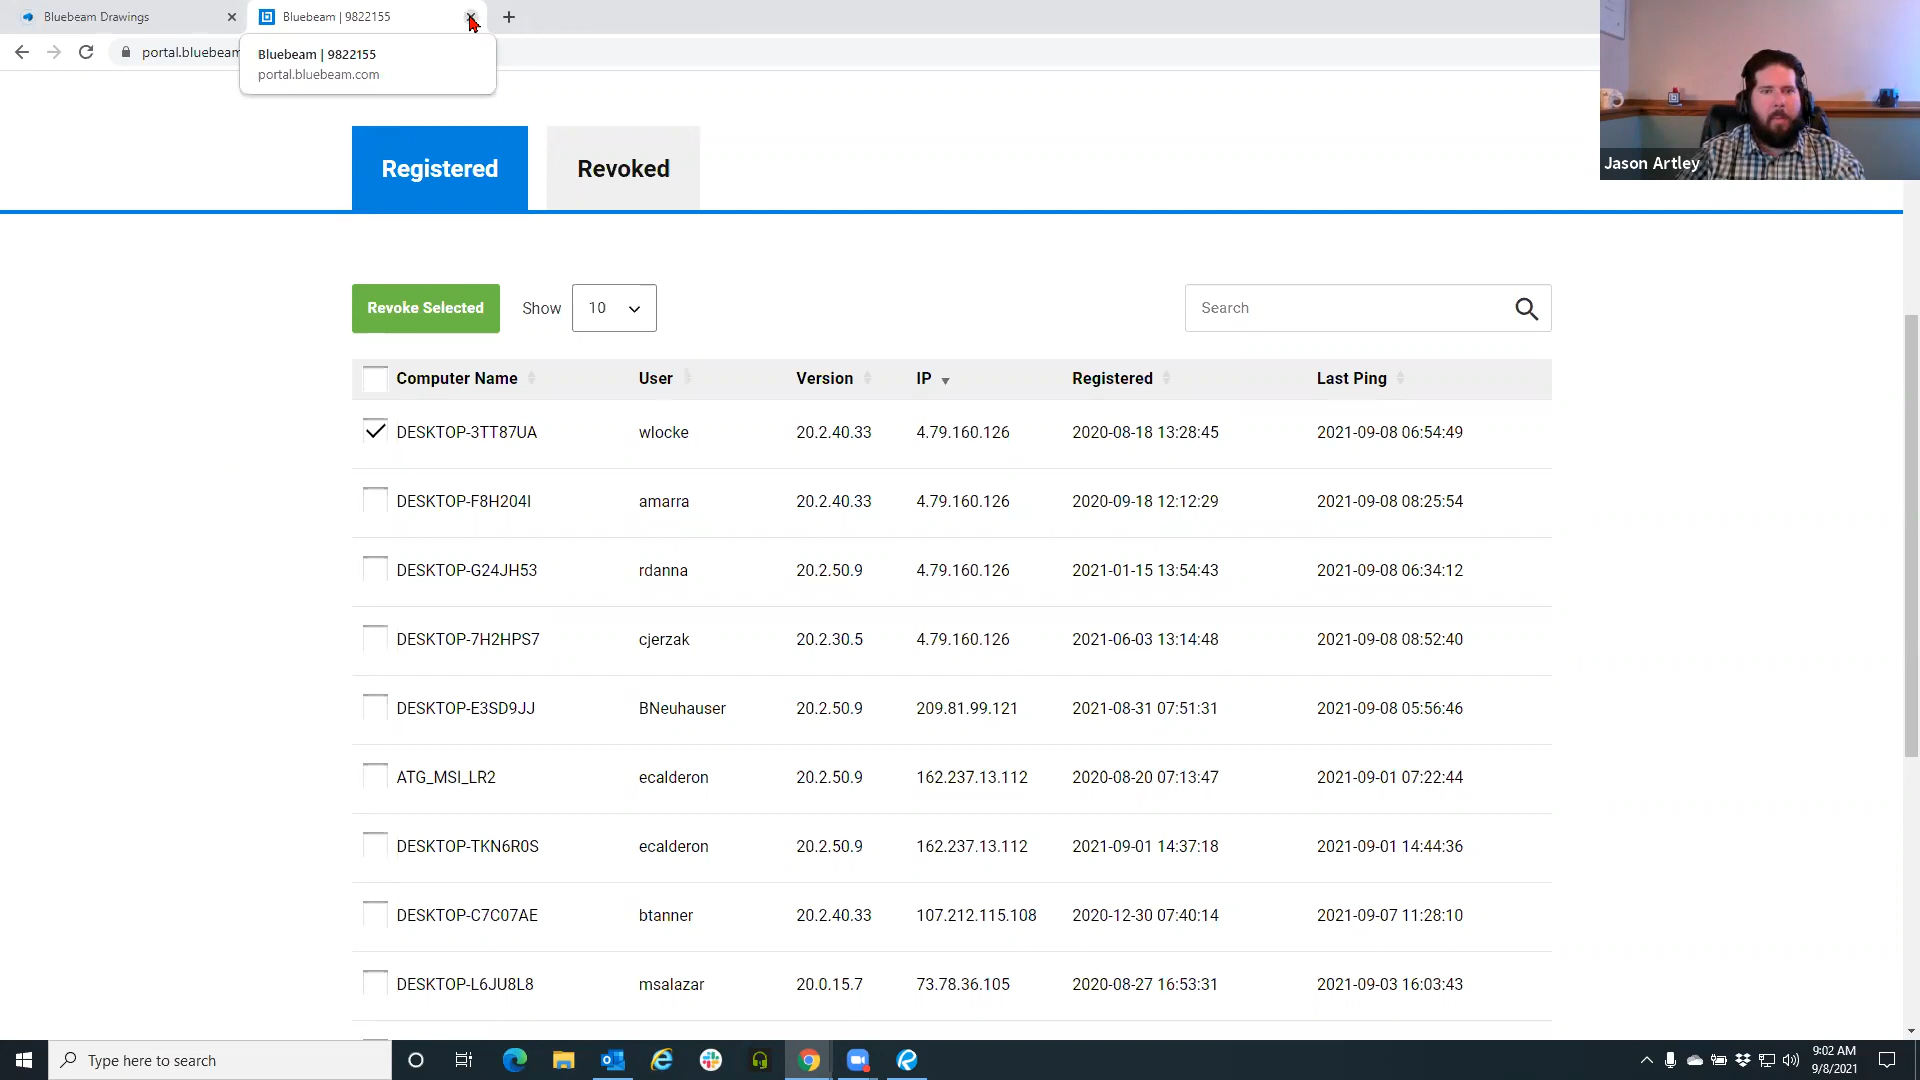 Bluebeam Drawings
Bluebeam | 9822155
portal.bluebeam
Bluebeam | 9822155
portal.bluebeam.com
Jason Artley
Registered
Revoked
Revoke Selected
Show
10
Search
Computer Name User Version IP Registered Last Ping
DESKTOP-3TT87UA wlocke 20.2.40.33 4.79.160.126 2020-08-18 13:28:45 2021-09-08 06:54:49
DESKTOP-F8H204I amarra 20.2.40.33 4.79.160.126 2020-09-18 12:12:29 2021-09-08 08:25:54
DESKTOP-G24JH53 rdanna 20.2.50.9 4.79.160.126 2021-01-15 13:54:43 2021-09-08 06:34:12
DESKTOP-7H2HPS7 cjerzak 20.2.30.5 4.79.160.126 2021-06-03 13:14:48 2021-09-08 08:52:40
DESKTOP-E3SD9JJ BNeuhauser 20.2.50.9 209.81.99.121 2021-08-31 07:51:31 2021-09-08 05:56:46
ATG_MSI_LR2 ecalderon 20.2.50.9 162.237.13.112 2020-08-20 07:13:47 2021-09-01 07:22:44
DESKTOP-TKN6R0S ecalderon 20.2.50.9 162.237.13.112 2021-09-01 14:37:18 2021-09-01 14:44:36
DESKTOP-C7C07AE btanner 20.2.40.33 107.212.115.108 2020-12-30 07:40:14 2021-09-07 11:28:10
DESKTOP-L6JU8L8 msalazar 20.0.15.7 73.78.36.105 2020-08-27 16:53:31 2021-09-03 16:03:43
Type here to search
9:02 AM
9/8/2021